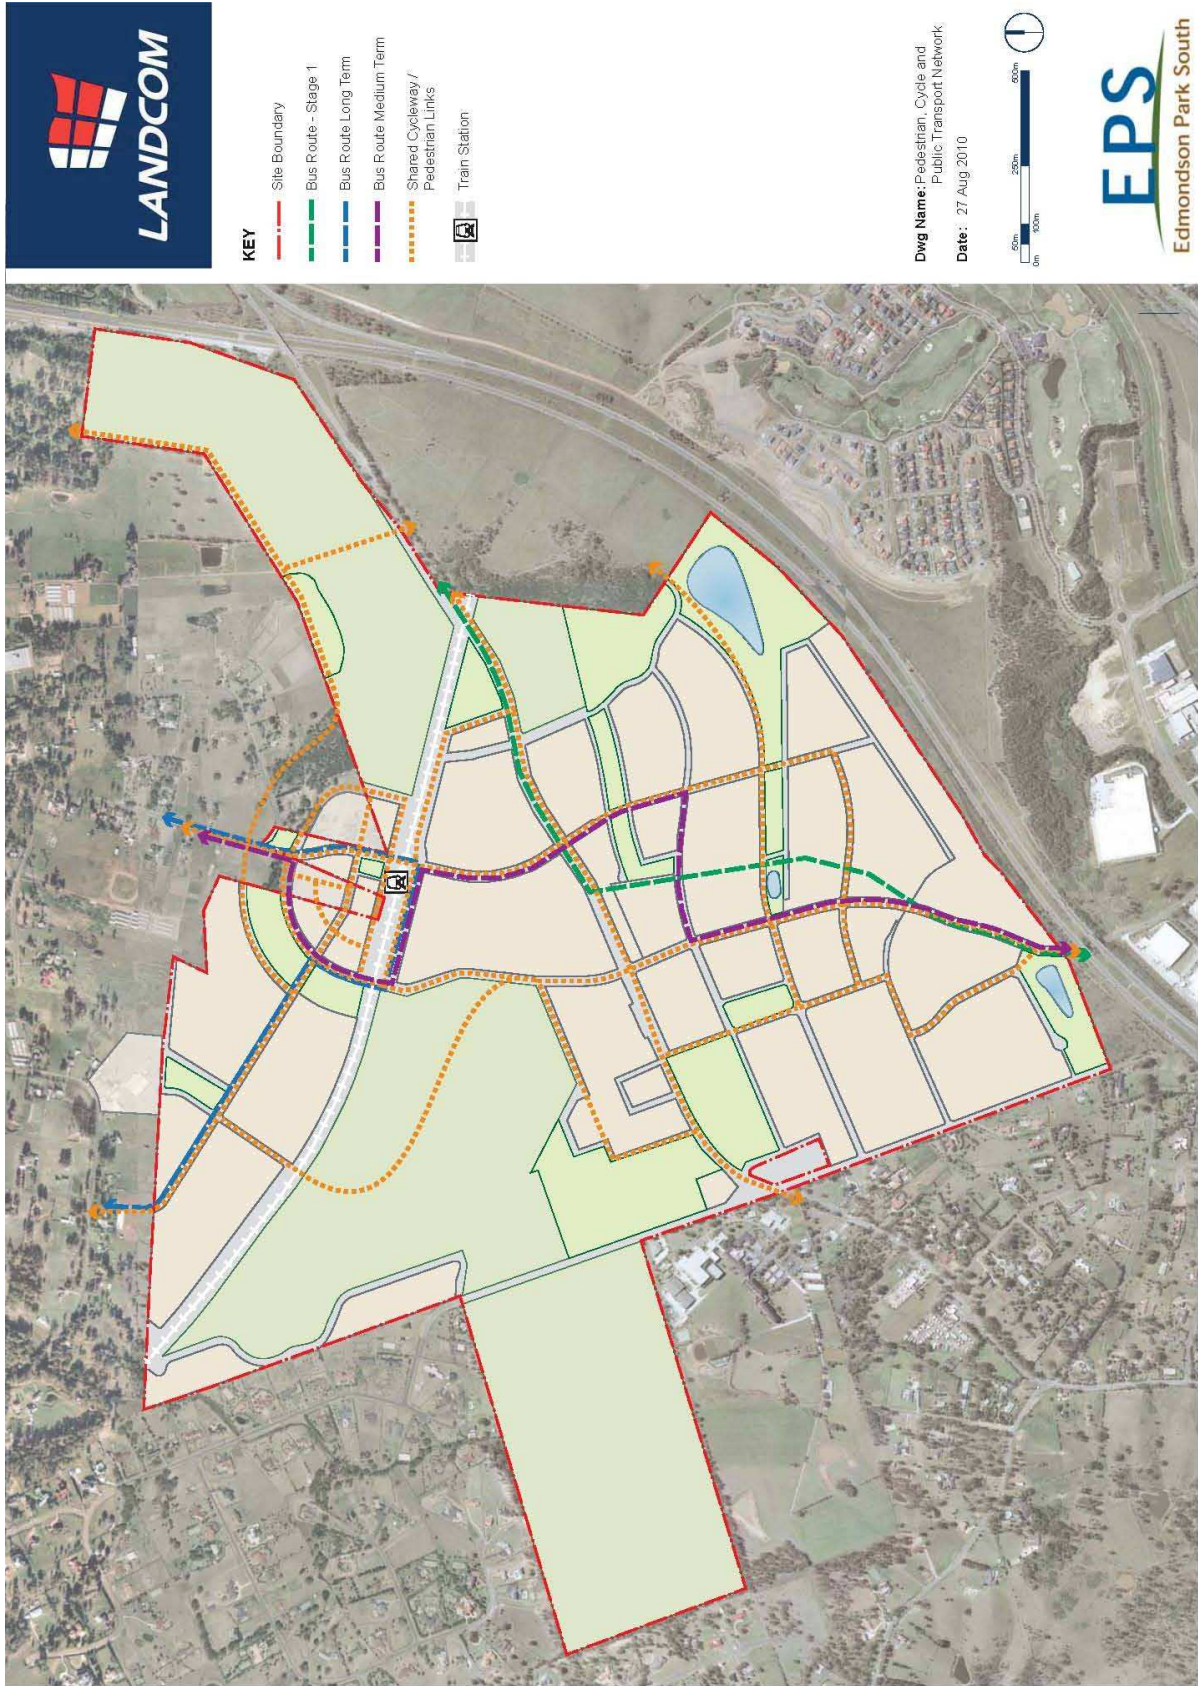 LANDCOM
KEY
Site Boundary
Bus Route - Stage 1
Bus Route Long Term
Bus Route Medium Term
Shared Cycleway /
Pedestrian Links
Train Station
Dwg Name: Pedestrian, Cycle and
Public Transport Network
Date: 27 Aug 2010
50m 250m 500m
0m 100m
EPS
Edmondson Park South